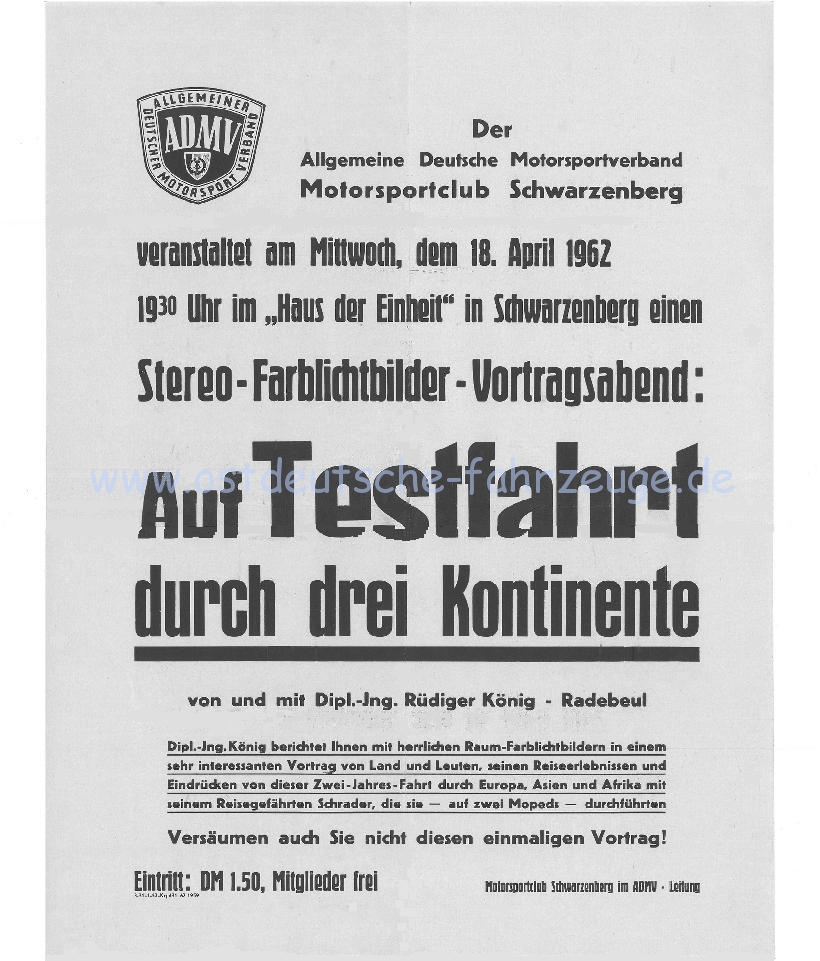 ALLGEMEINER
DEUTSCHER MOTORSPORT VERBAND
ADMV
Der
Allgemeine Deutsche Motorsportverband
Motorsportclub Schwarzenberg
veranstaltet am Mittwoch, dem 18. April 1962
19³⁰ Uhr im „Haus der Einheit“ in Schwarzenberg einen
Stereo-Farblichtbilder-Vortragsabend:
www.ostdeutsche-fahrzeuge.de
Auf Testfahrt
durch drei Kontinente
von und mit Dipl.-Jng. Rüdiger König - Radebeul
Dipl.-Jng. König berichtet Ihnen mit herrlichen Raum-Farblichtbildern in einem
sehr interessanten Vortrag von Land und Leuten, seinen Reiseerlebnissen und
Eindrücken von dieser Zwei-Jahres-Fahrt durch Europa, Asien und Afrika mit
seinem Reisegefährten Schrader, die sie — auf zwei Mopeds — durchführten
Versäumen auch Sie nicht diesen einmaligen Vortrag!
Eintritt: DM 1.50, Mitglieder frei
Motorsportclub Schwarzenberg im ADMV - Leitung